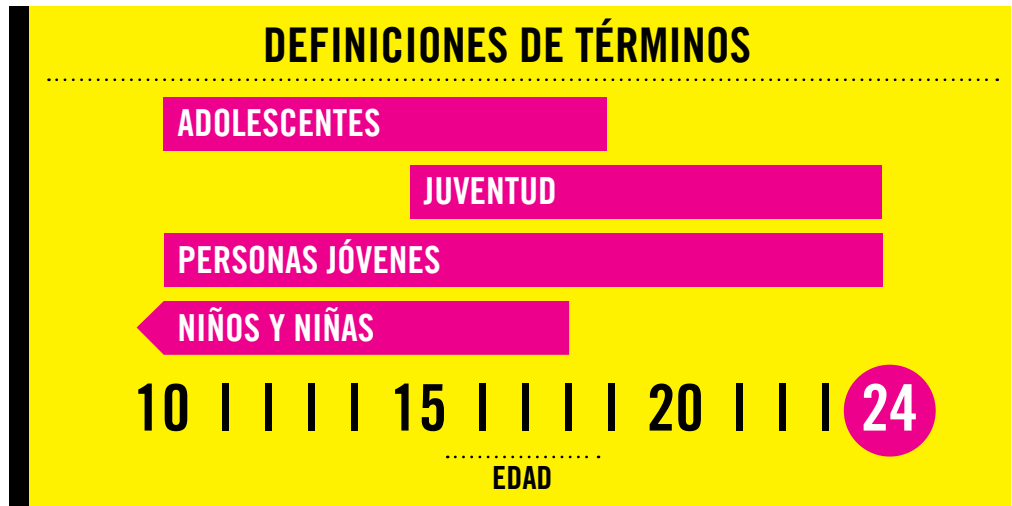 DEFINICIONES DE TÉRMINOS
ADOLESCENTES
JUVENTUD
PERSONAS JÓVENES
NIÑOS Y NIÑAS
10 | | | | 15 | | | | 20 | | | 24
EDAD